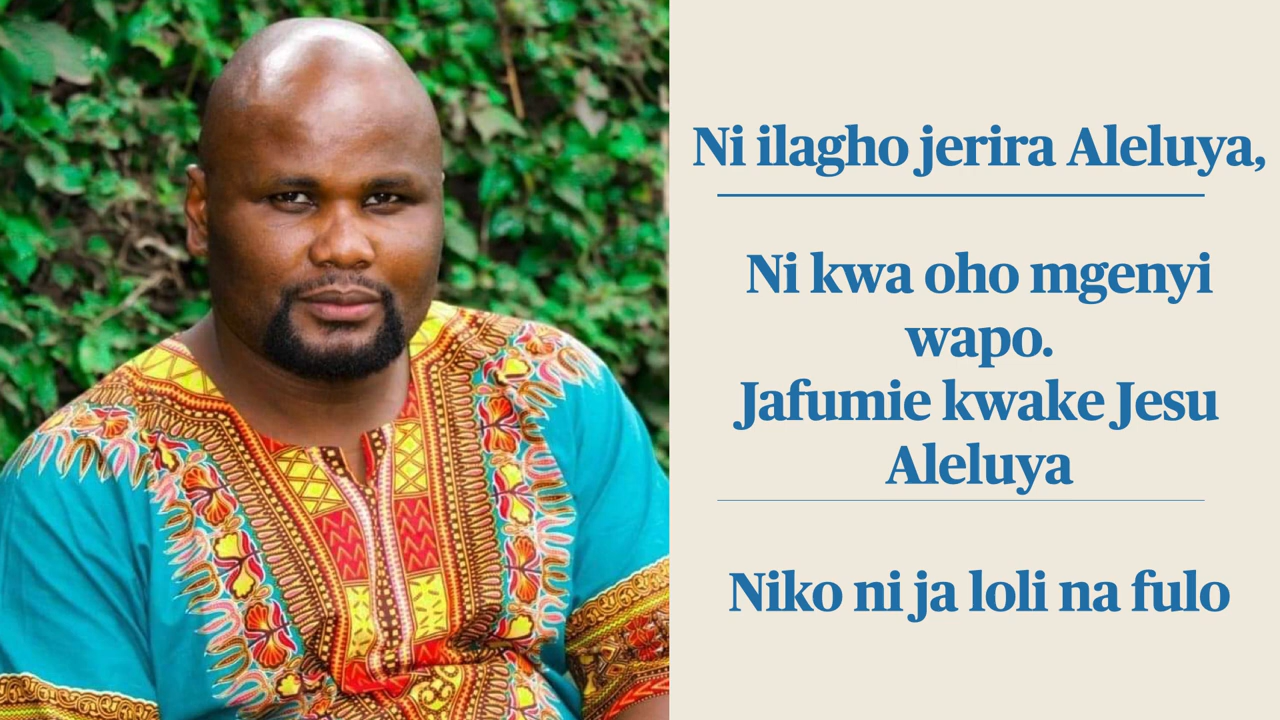 Ni ilagho jerira Aleluya,
Ni kwa oho mgenyi
wapo.
Jafumie kwake Jesu
Aleluya
Niko ni ja loli na fulo